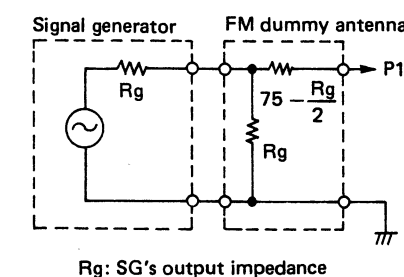 Signal generator
FM dummy antenna
Rg
75 - Rg/2
Rg
P1
Rg: SG's output impedance